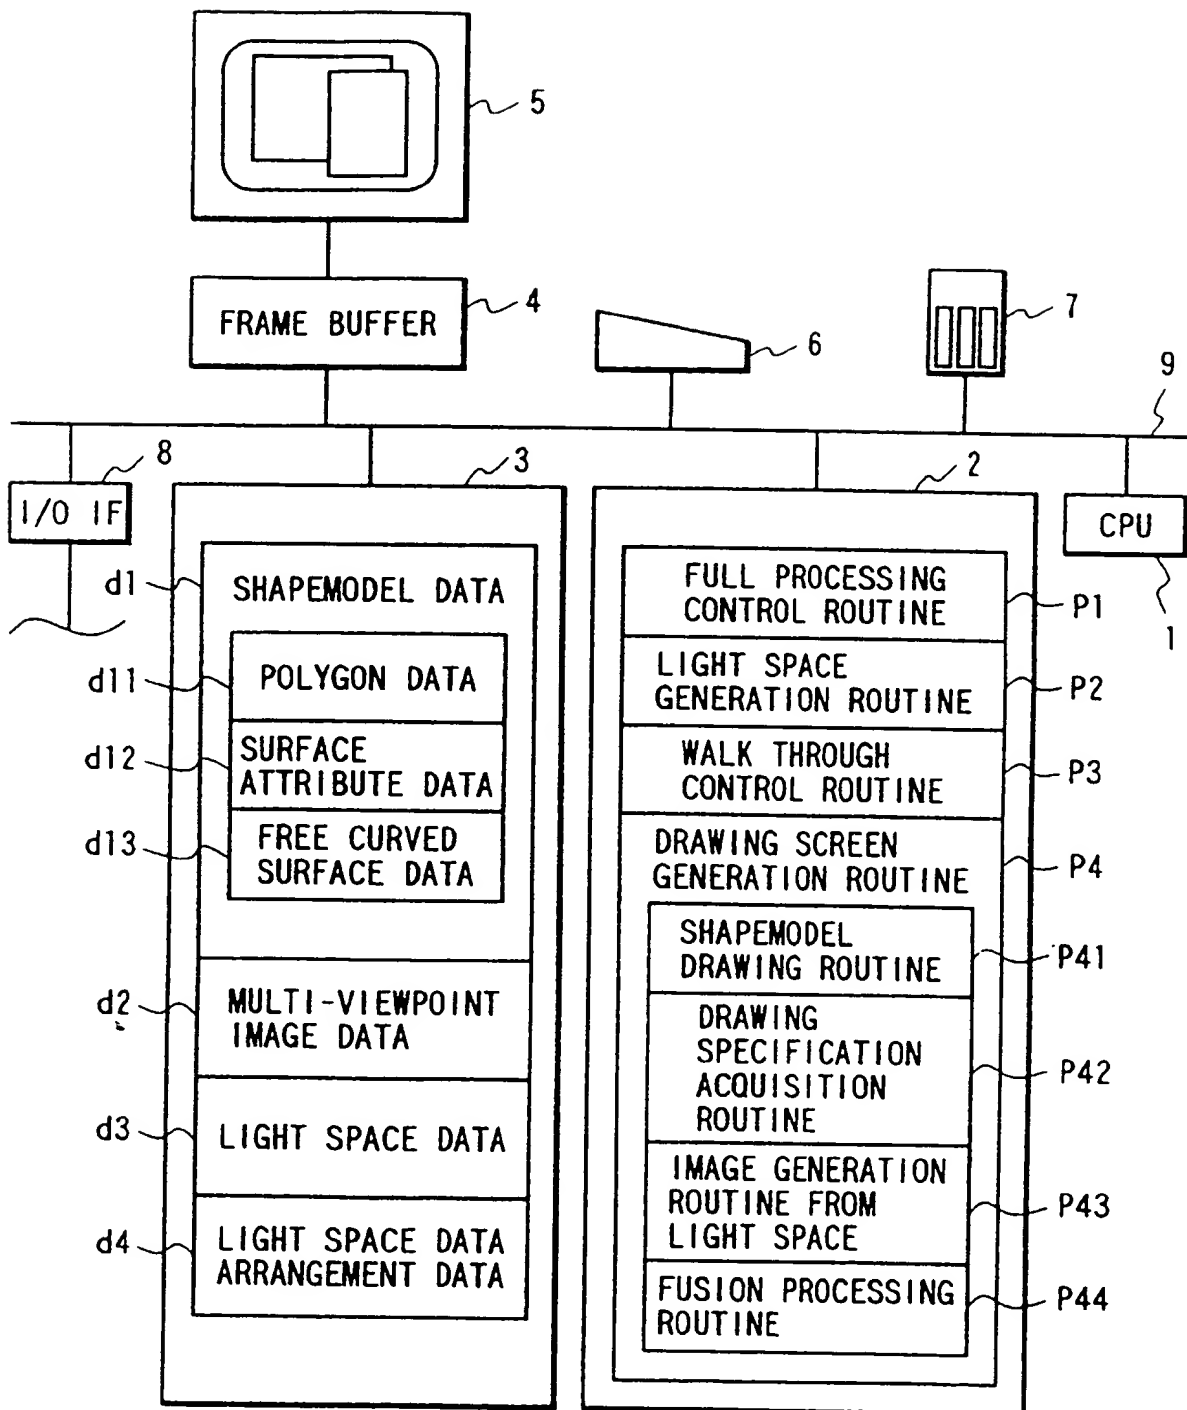 5
FRAME BUFFER
4
6
7
9
8
I/O IF
3
2
CPU
1
d1
SHAPEMODEL DATA
d11
POLYGON DATA
d12
SURFACE
ATTRIBUTE DATA
d13
FREE CURVED
SURFACE DATA
d2
MULTI-VIEWPOINT
IMAGE DATA
d3
LIGHT SPACE DATA
d4
LIGHT SPACE DATA
ARRANGEMENT DATA
FULL PROCESSING
CONTROL ROUTINE
P1
LIGHT SPACE
GENERATION ROUTINE
P2
WALK THROUGH
CONTROL ROUTINE
P3
DRAWING SCREEN
GENERATION ROUTINE
P4
SHAPEMODEL
DRAWING ROUTINE
P41
DRAWING
SPECIFICATION
ACQUISITION
ROUTINE
P42
IMAGE GENERATION
ROUTINE FROM
LIGHT SPACE
P43
FUSION PROCESSING
ROUTINE
P44